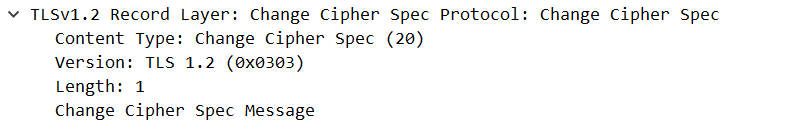 TLSv1.2 Record Layer: Change Cipher Spec Protocol: Change Cipher Spec
Content Type: Change Cipher Spec (20)
Version: TLS 1.2 (0x0303)
Length: 1
Change Cipher Spec Message